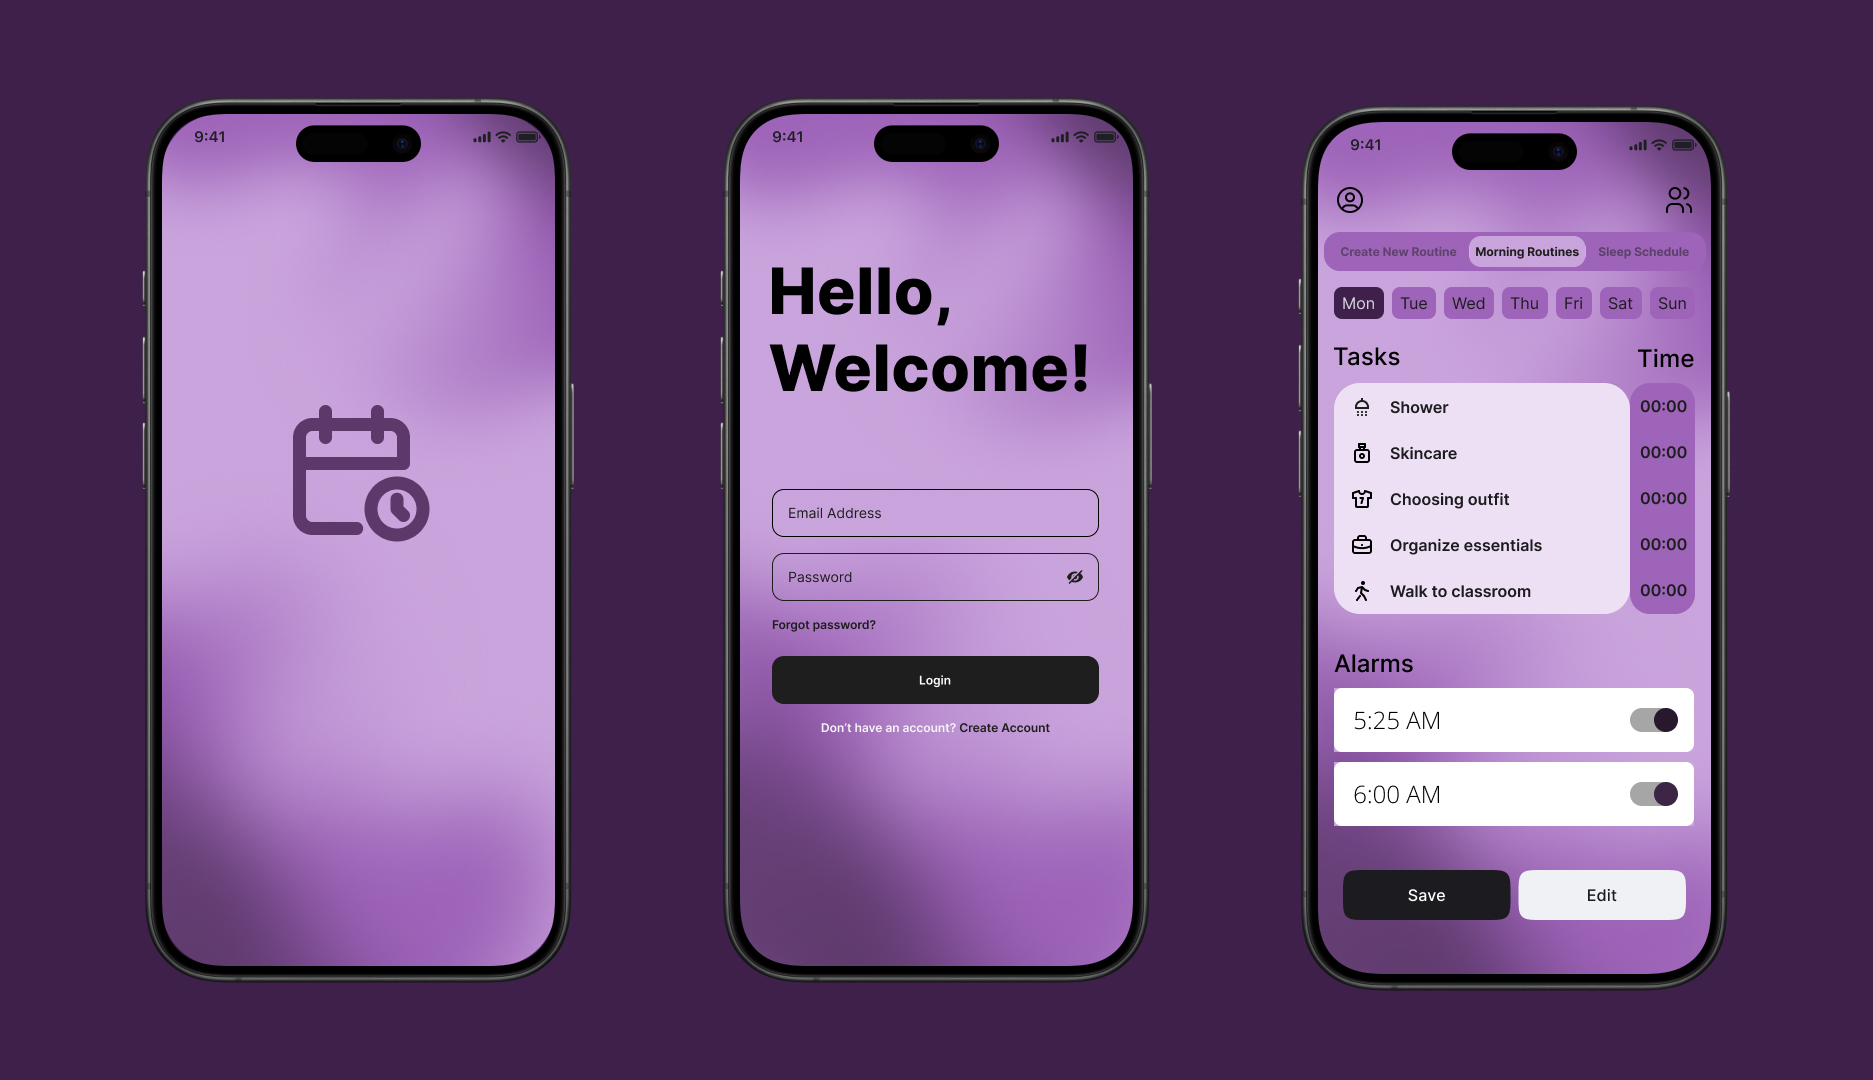 9:41
9:41
Hello,
Welcome!
Email Address
Password
Forgot password?
Login
Don't have an account? Create Account
9:41
Create New Routine Morning Routines Sleep Schedule
Mon Tue Wed Thu Fri Sat Sun
Tasks Time
Shower 00:00
Skincare 00:00
Choosing outfit 00:00
Organize essentials 00:00
Walk to classroom 00:00
Alarms
5:25 AM
6:00 AM
Save Edit